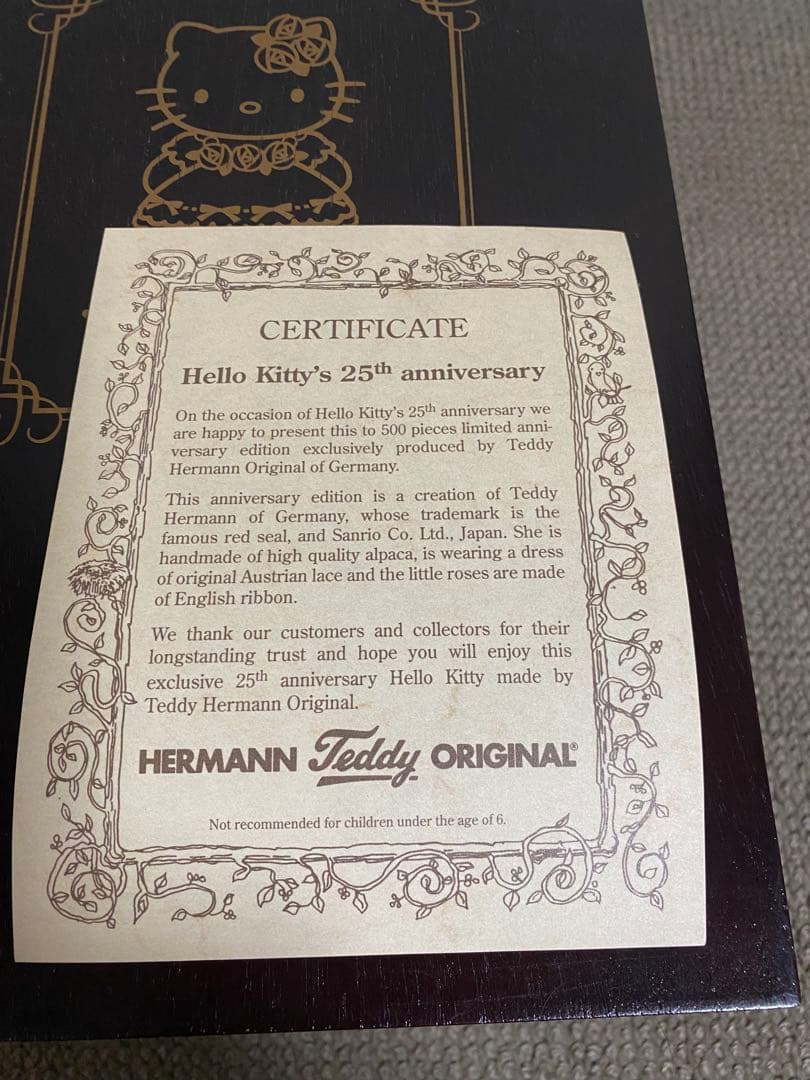 CERTIFICATE
Hello Kitty's 25th anniversary
On the occasion of Hello Kitty's 25th anniversary we
are happy to present this to 500 pieces limited anni-
versary edition exclusively produced by Teddy
Hermann Original of Germany.
This anniversary edition is a creation of Teddy
Hermann of Germany, whose trademark is the
famous red seal, and Sanrio Co. Ltd., Japan. She is
handmade of high quality alpaca, is wearing a dress
of original Austrian lace and the little roses are made
of English ribbon.
We thank our customers and collectors for their
longstanding trust and hope you will enjoy this
exclusive 25th anniversary Hello Kitty made by
Teddy Hermann Original.
HERMANN Teddy ORIGINAL®
Not recommended for children under the age of 6.